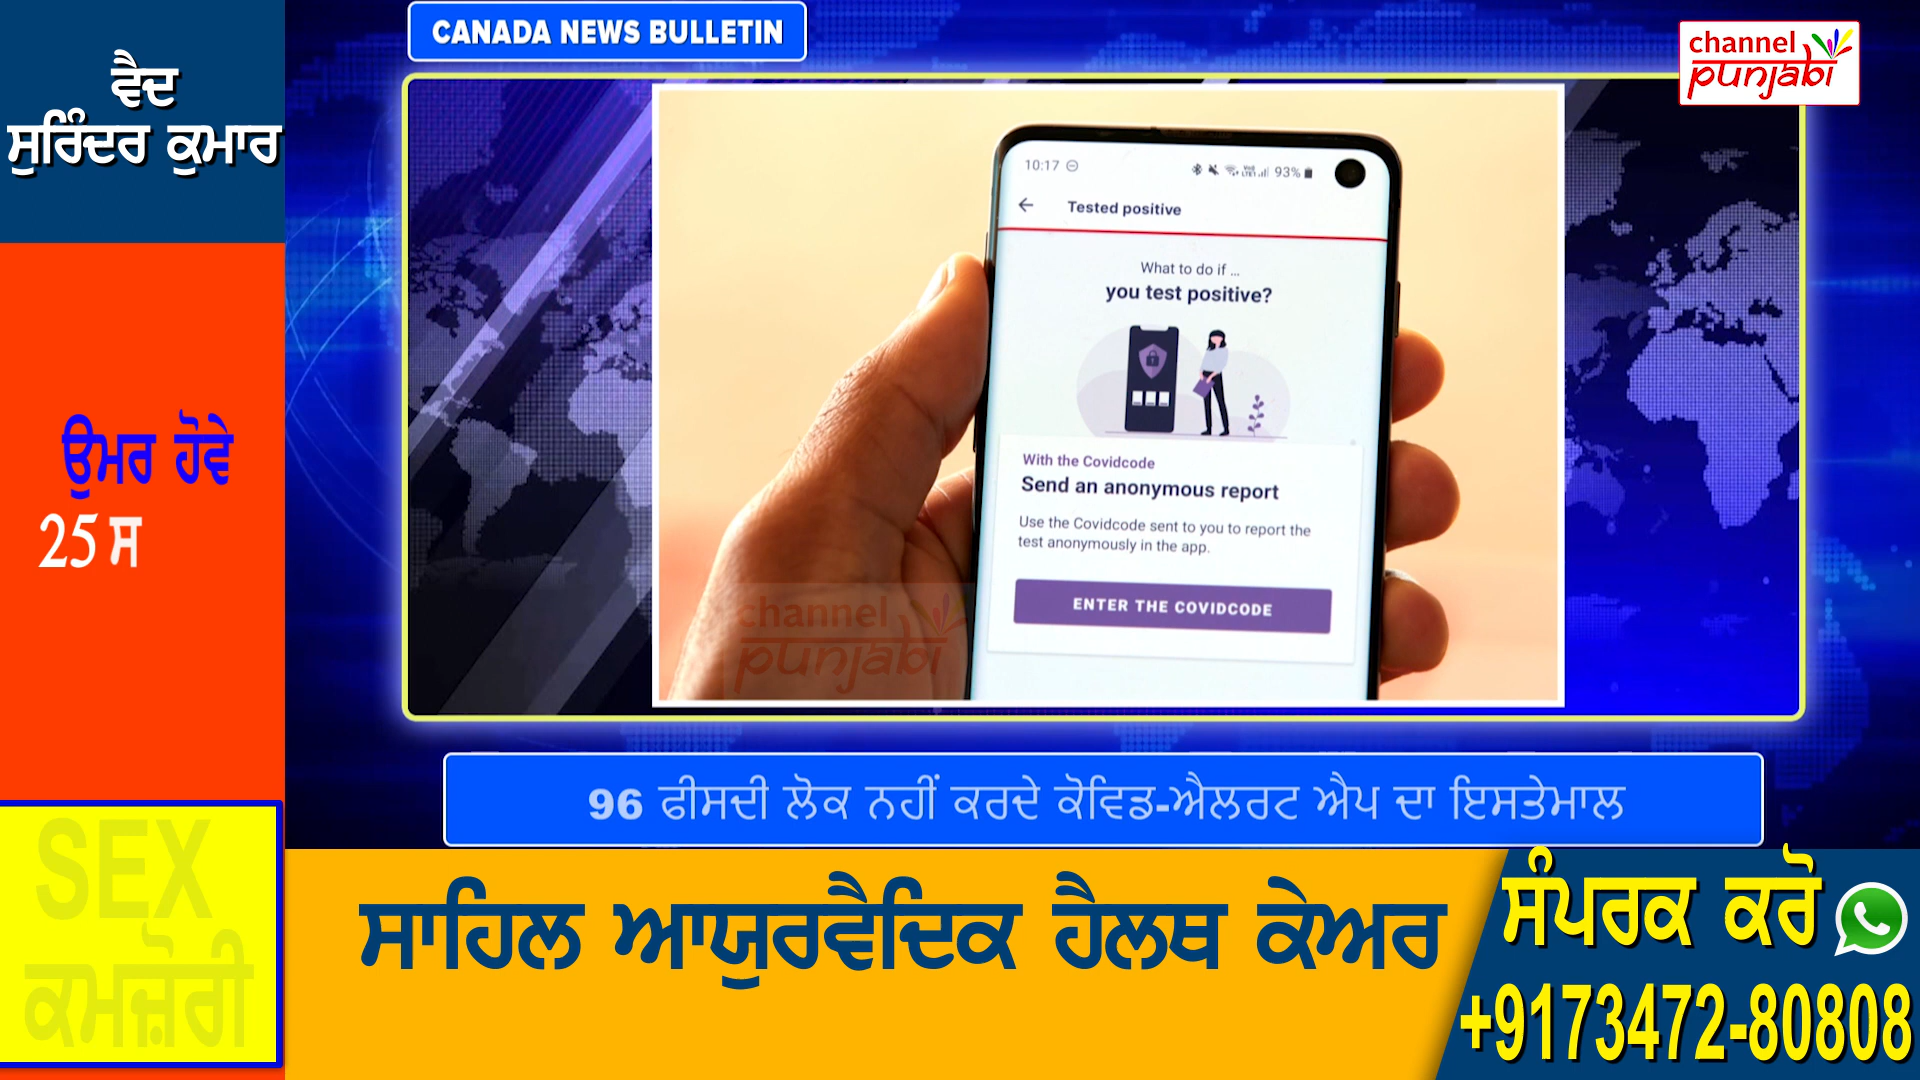 CANADA NEWS BULLETIN
channel
punjabi
ਵੈਦ
ਸੁਰਿੰਦਰ ਕੁਮਾਰ
ਉਮਰ ਹੋਵੇ
25 ਸ
SEX
ਕਮਜ਼ੋਰੀ
10:17
93%
Tested positive
What to do if ...
you test positive?
With the Covidcode
Send an anonymous report
Use the Covidcode sent to you to report the
test anonymously in the app.
ENTER THE COVIDCODE
channel
punjabi
96 ਫੀਸਦੀ ਲੋਕ ਨਹੀਂ ਕਰਦੇ ਕੋਵਿਡ-ਐਲਰਟ ਐਪ ਦਾ ਇਸਤੇਮਾਲ
ਸਾਹਿਲ ਆਯੁਰਵੈਦਿਕ ਹੈਲਥ ਕੇਅਰ
ਸੰਪਰਕ ਕਰੋ
+9173472-80808